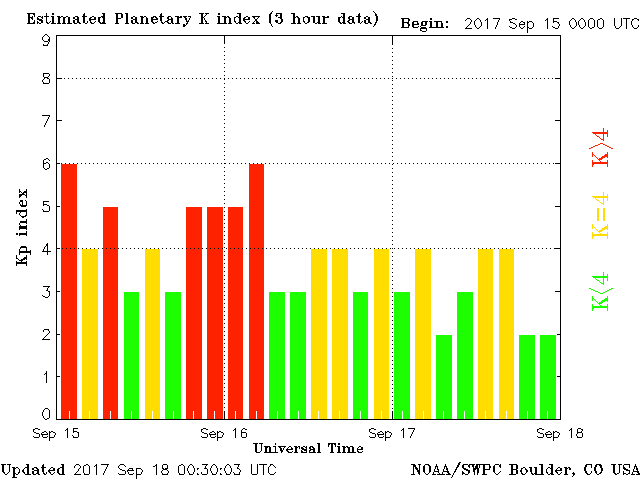 Estimated Planetary K index (3 hour data) Begin: 2017 Sep 15 0000 UTC
9
8
7
6
5
4
3
2
1
0
Kp index
K>4
K=4
K<4
Sep 15 Sep 16 Sep 17 Sep 18
Universal Time
Updated 2017 Sep 18 00:30:03 UTC NOAA/SWPC Boulder, CO USA